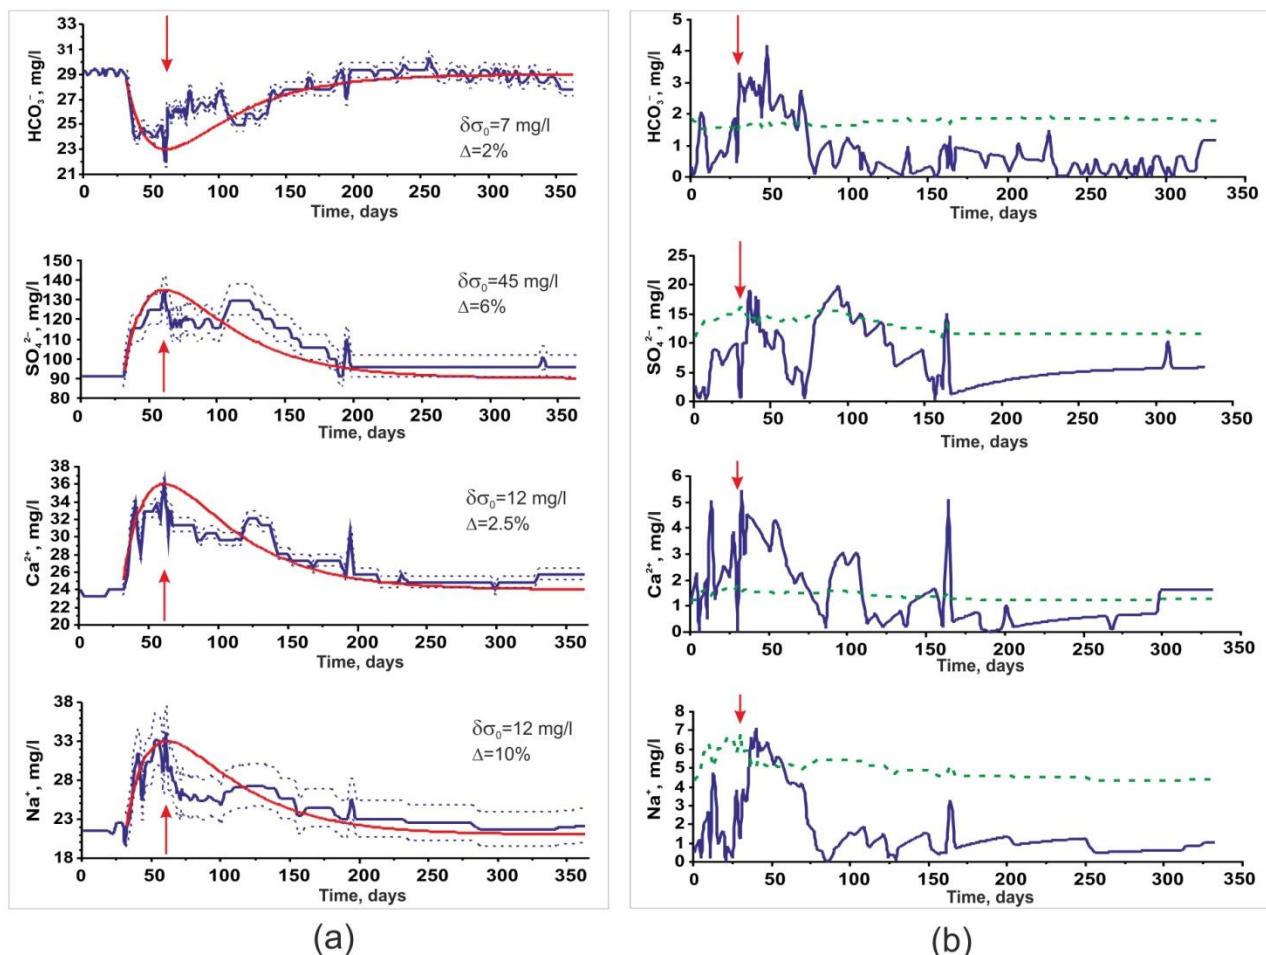 33
31
29
27
25
23
21
HCO₃⁻, mg/l
δσ₀=7 mg/l
Δ=2%
0 50 100 150 200 250 300 350
Time, days
150
140
130
120
110
100
90
80
SO₄²⁻, mg/l
δσ₀=45 mg/l
Δ=6%
0 50 100 150 200 250 300 350
Time, days
38
36
34
32
30
28
26
24
22
20
Ca²⁺, mg/l
δσ₀=12 mg/l
Δ=2.5%
0 50 100 150 200 250 300 350
Time, days
38
33
28
23
18
Na⁺, mg/l
δσ₀=12 mg/l
Δ=10%
0 50 100 150 200 250 300 350
Time, days
(a)
5
4
3
2
1
0
HCO₃⁻, mg/l
0 50 100 150 200 250 300 350
Time, days
25
20
15
10
5
0
SO₄²⁻, mg/l
0 50 100 150 200 250 300 350
Time, days
6
5
4
3
2
1
0
Ca²⁺, mg/l
0 50 100 150 200 250 300 350
Time, days
8
7
6
5
4
3
2
1
0
Na⁺, mg/l
0 50 100 150 200 250 300 350
Time, days
(b)